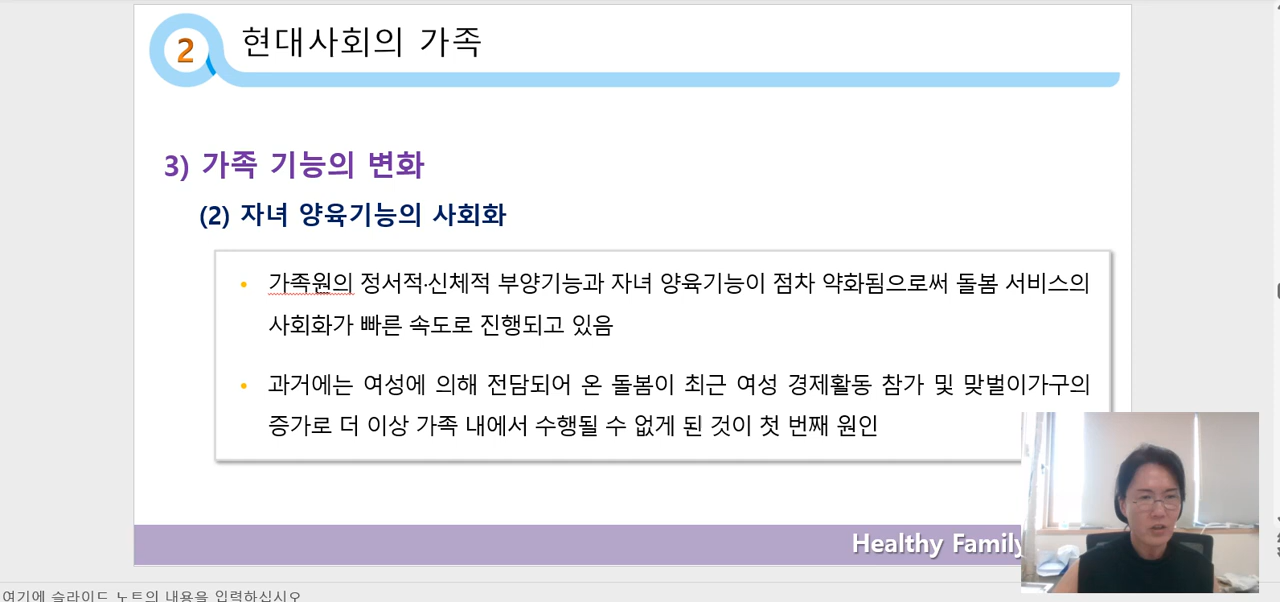 2
현대사회의 가족
3) 가족 기능의 변화
(2) 자녀 양육기능의 사회화
• 가족원의 정서적·신체적 부양기능과 자녀 양육기능이 점차 약화됨으로써 돌봄 서비스의
사회화가 빠른 속도로 진행되고 있음
• 과거에는 여성에 의해 전담되어 온 돌봄이 최근 여성 경제활동 참가 및 맞벌이가구의
증가로 더 이상 가족 내에서 수행될 수 없게 된 것이 첫 번째 원인
Healthy Family
여기에 슬라이드 노트의 내용을 입력하십시오